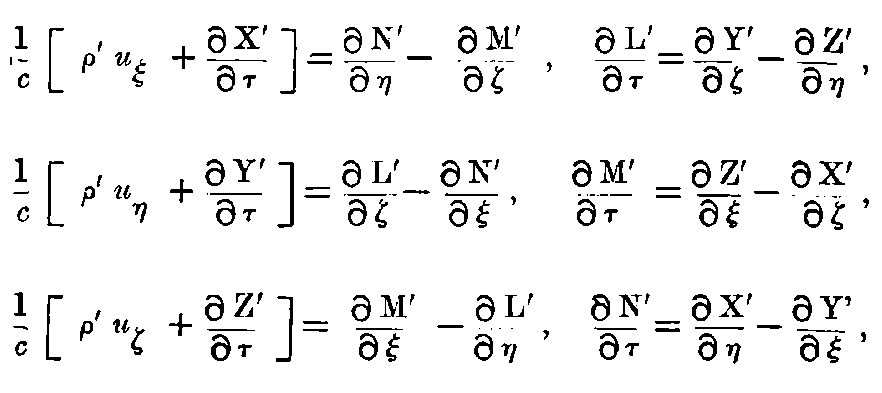 1/c [ ρ′ u_ξ + ∂X′/∂τ ] = ∂N′/∂η − ∂M′/∂ζ , ∂L′/∂τ = ∂Y′/∂ζ − ∂Z′/∂η ,
1/c [ ρ′ u_η + ∂Y′/∂τ ] = ∂L′/∂ζ − ∂N′/∂ξ , ∂M′/∂τ = ∂Z′/∂ξ − ∂X′/∂ζ ,
1/c [ ρ′ u_ζ + ∂Z′/∂τ ] = ∂M′/∂ξ − ∂L′/∂η , ∂N′/∂τ = ∂X′/∂η − ∂Y’/∂ξ ,